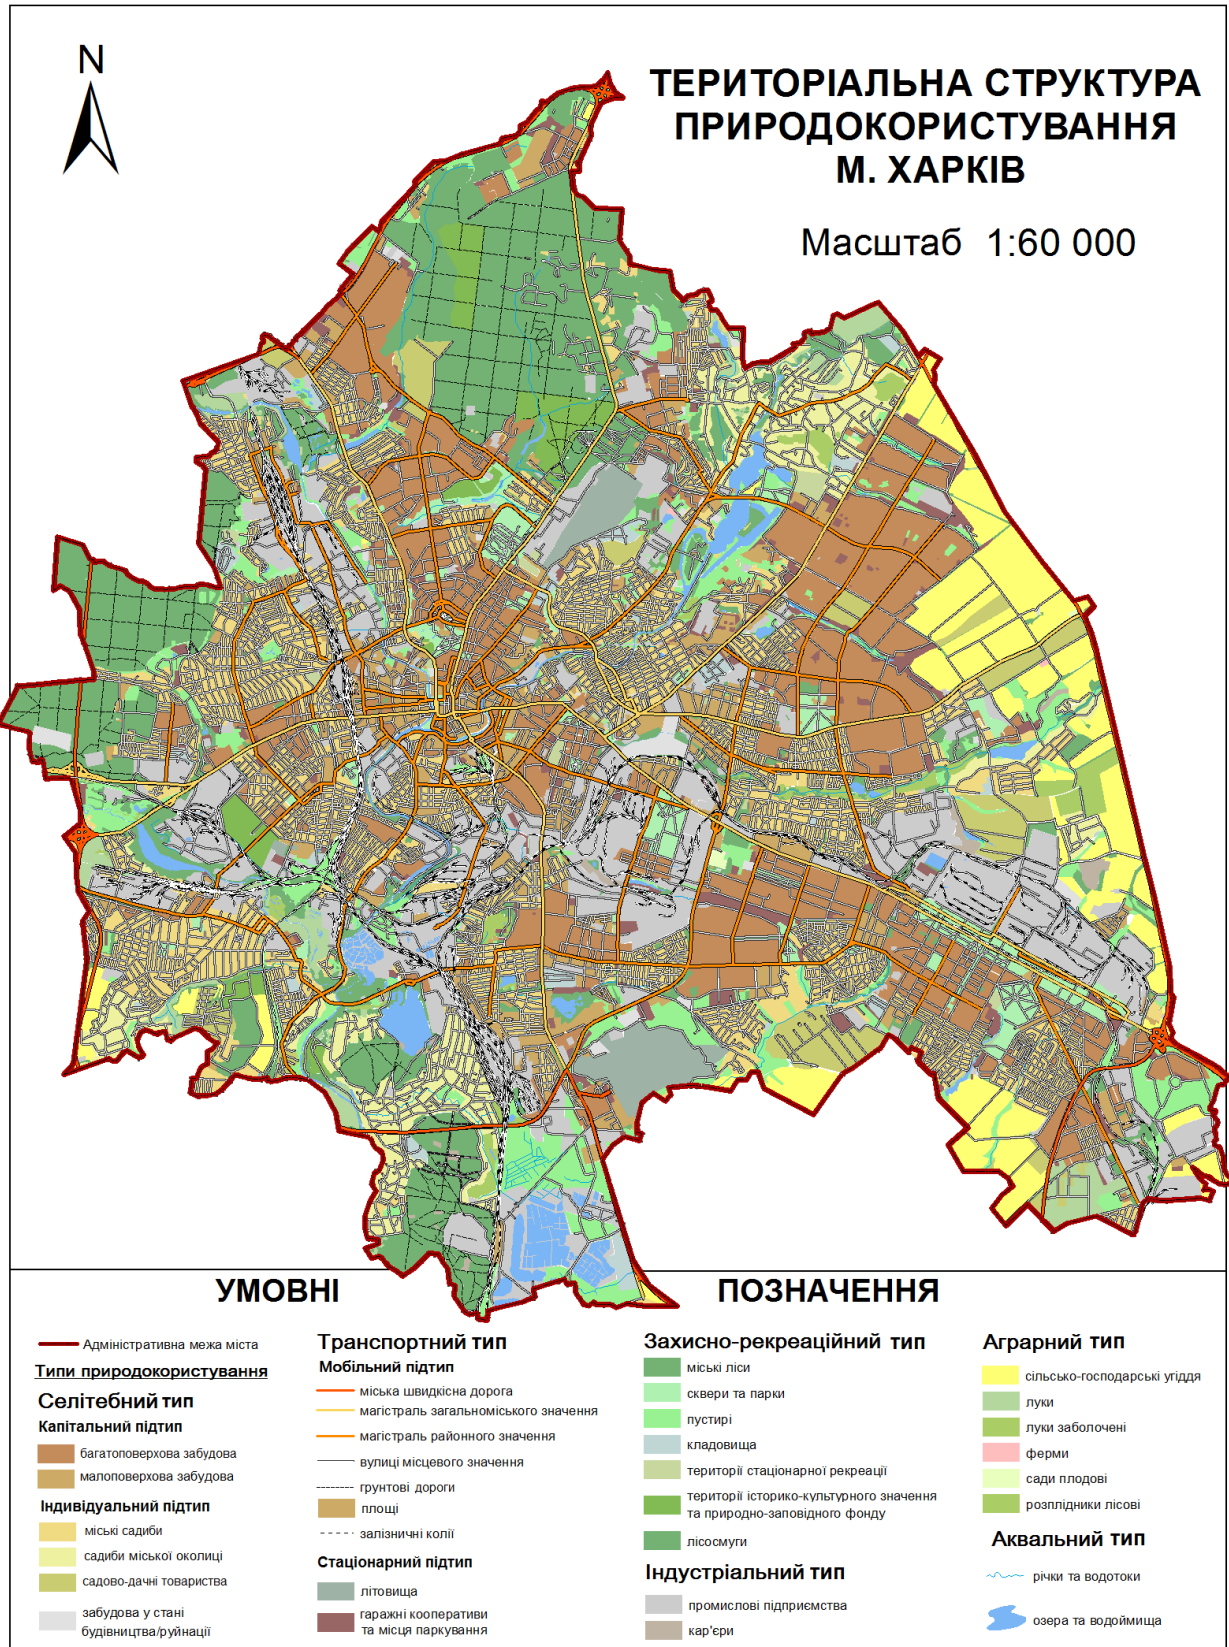 N
ТЕРИТОРІАЛЬНА СТРУКТУРА
ПРИРОДОКОРИСТУВАННЯ
М. ХАРКІВ
Масштаб 1:60 000
УМОВНІ ПОЗНАЧЕННЯ
Адміністративна межа міста
Типи природокористування
Селітебний тип
Капітальний підтип
багатоповерхова забудова
малоповерхова забудова
Індивідуальний підтип
міські садиби
садиби міської околиці
садово-дачні товариства
забудова у стані
будівництва/руйнації
Транспортний тип
Мобільний підтип
міська швидкісна дорога
магістраль загальноміського значення
магістраль районного значення
вулиці місцевого значення
грунтові дороги
площі
залізничні колії
Стаціонарний підтип
літовища
гаражні кооперативи
та місця паркування
Захисно-рекреаційний тип
міські ліси
сквери та парки
пустирі
кладовища
території стаціонарної рекреації
території історико-культурного значення
та природно-заповідного фонду
лісосмуги
Індустріальний тип
промислові підприємства
кар'єри
Аграрний тип
сільсько-господарські угіддя
луки
луки заболочені
ферми
сади плодові
розплідники лісові
Аквальний тип
річки та водотоки
озера та водоймища